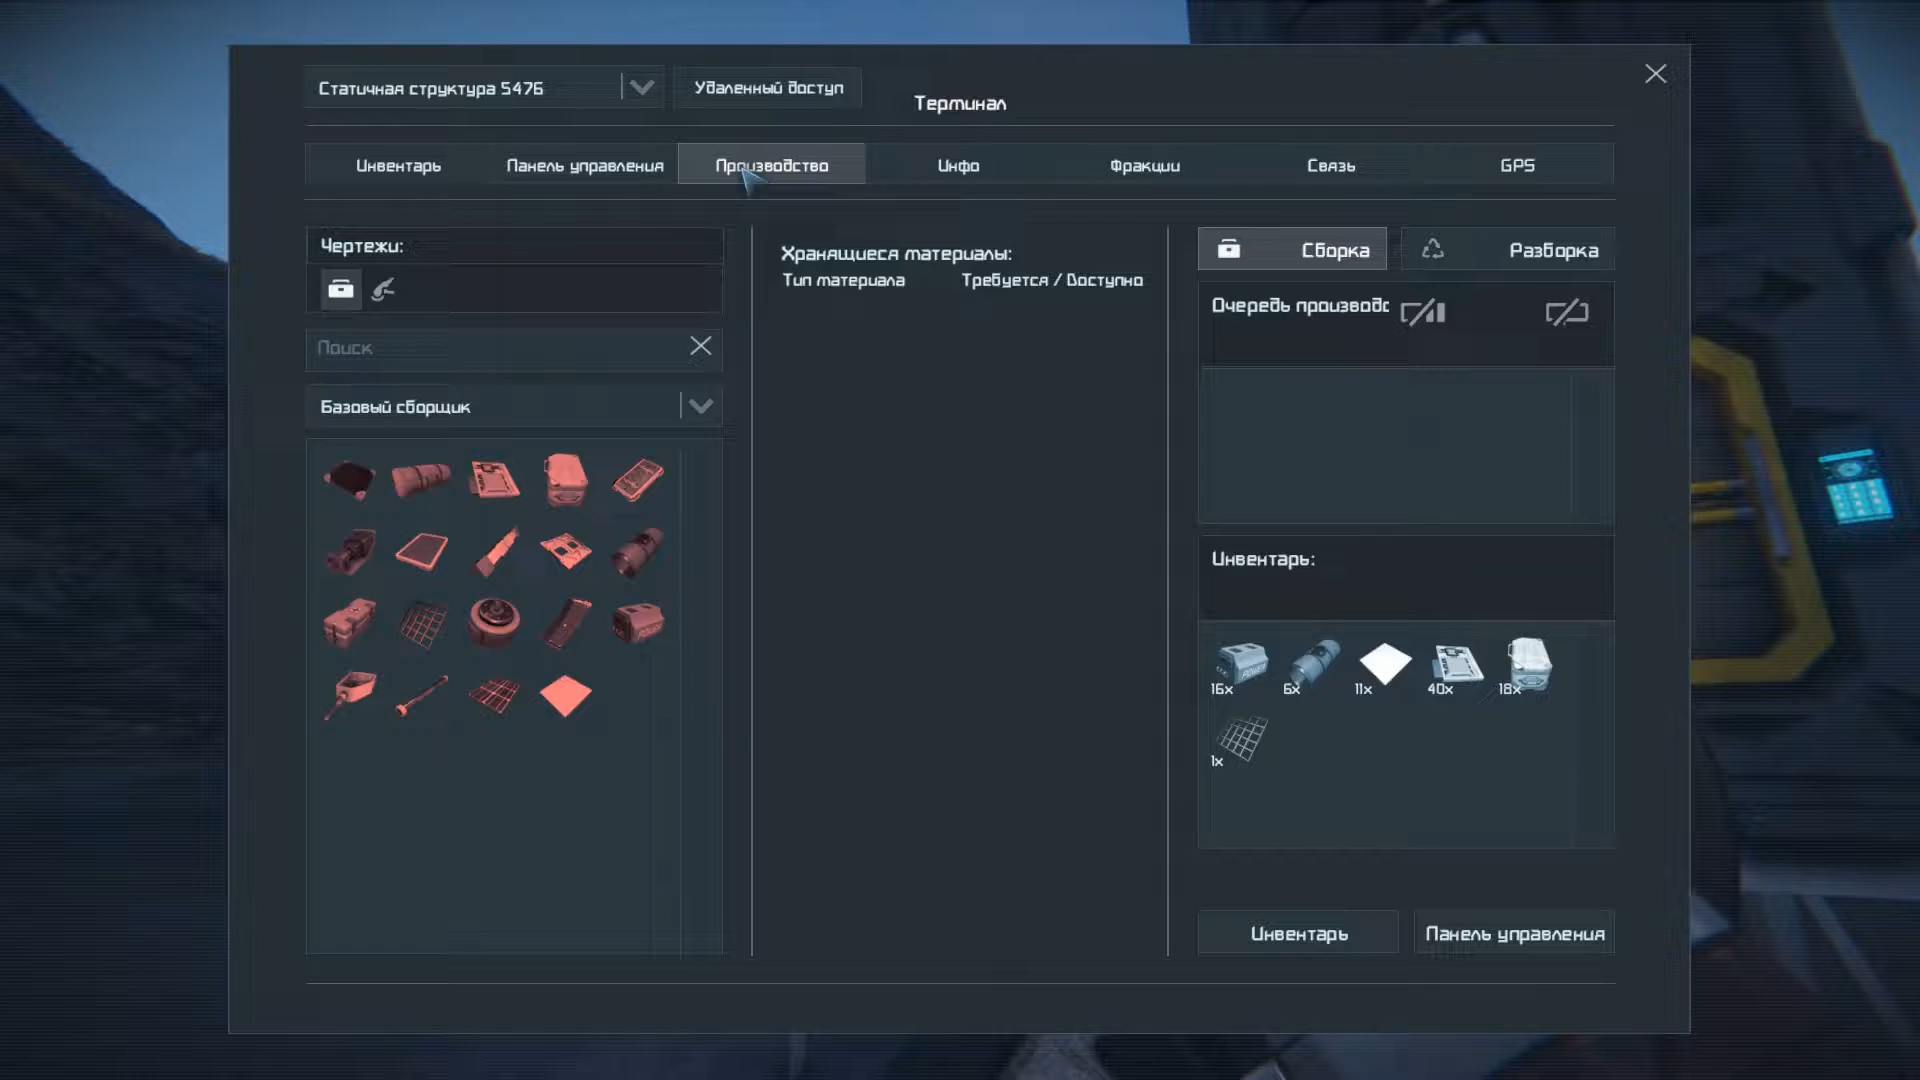 Статичная структура 5476
Удаленный доступ
Терминал
Инвентарь
Панель управления
Производство
Инфо
Фракции
Связь
GPS
Чертежи:
Поиск
Базовый сборщик
Хранящиеся материалы:
Тип материала
Требуется / Доступно
Сборка
Разборка
Очередь производс
Инвентарь:
16x
6x
11x
40x
18x
1x
Инвентарь
Панель управления